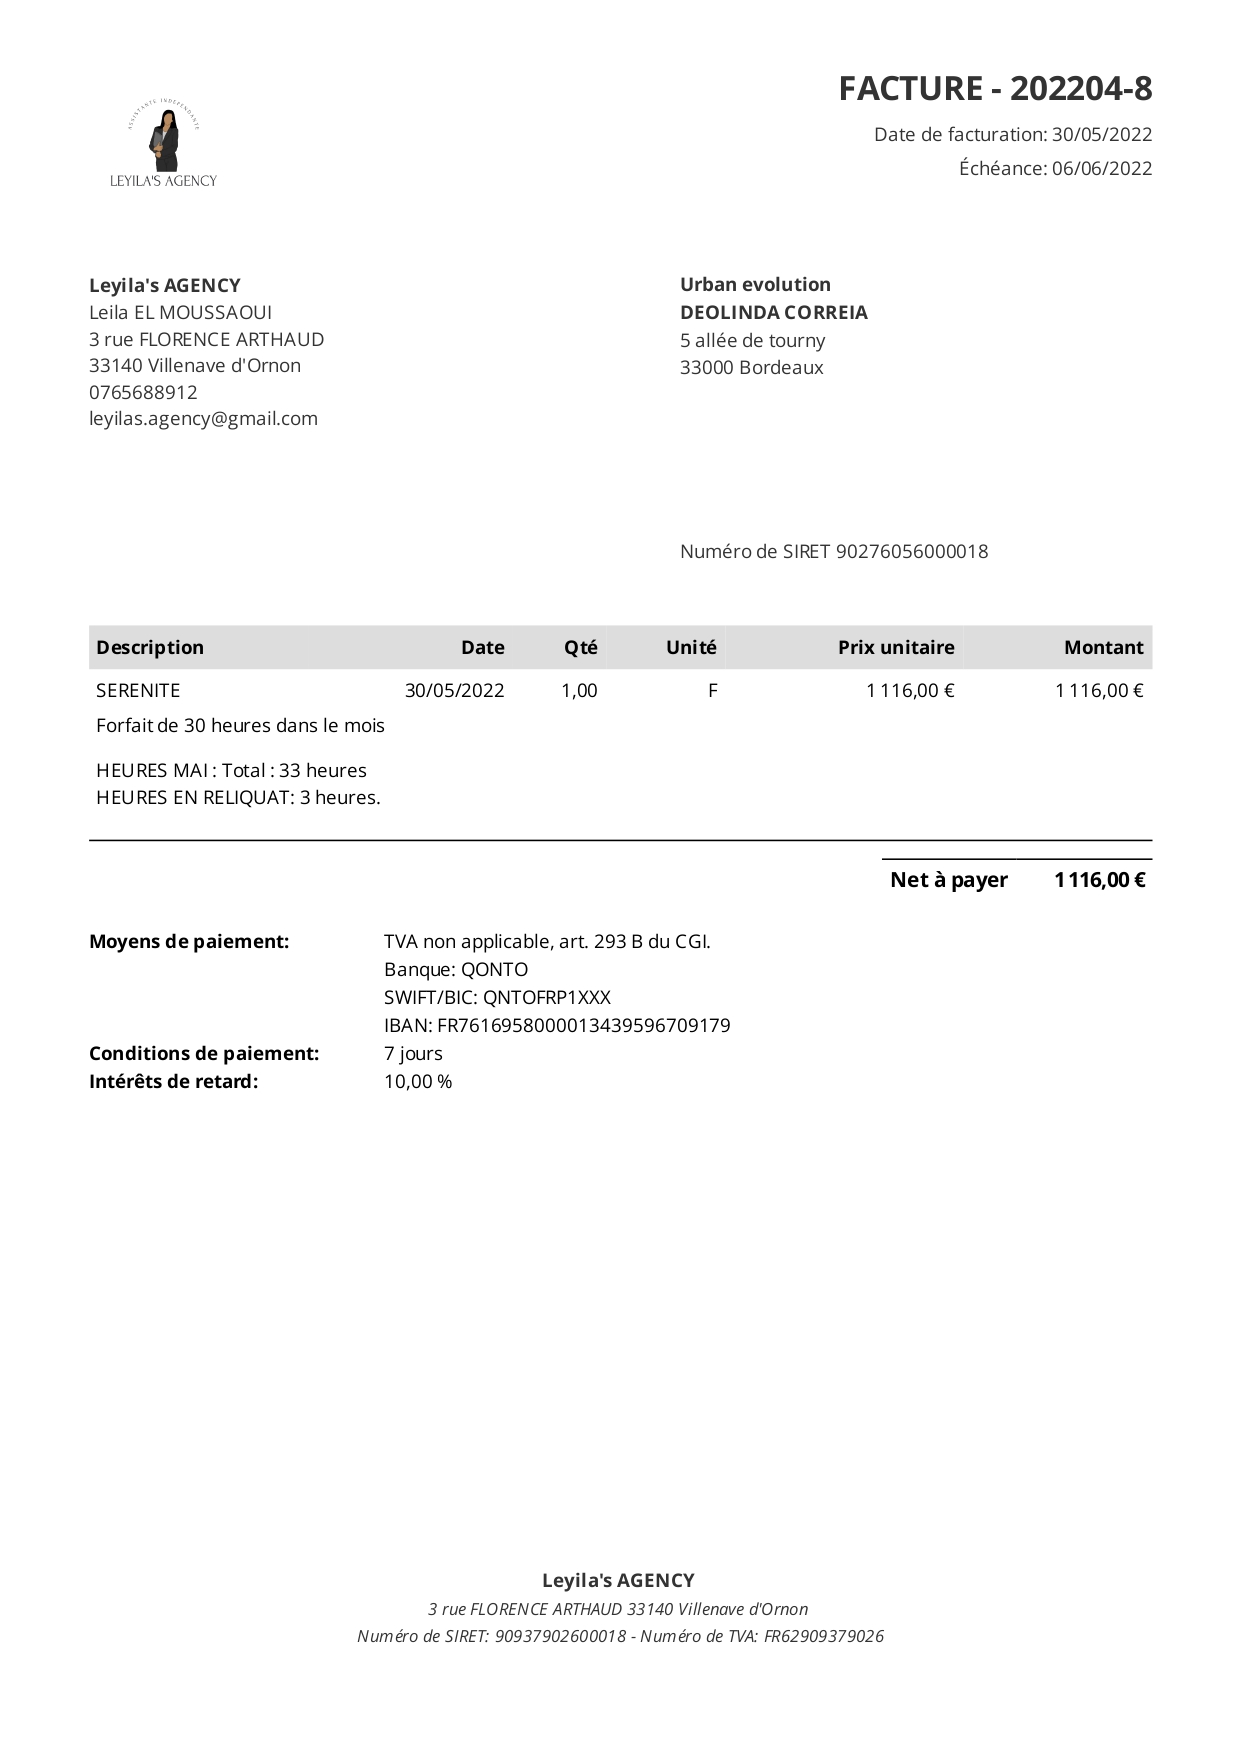 ASSISTANTE INDEPENDANTE
LEYILA'S AGENCY
FACTURE - 202204-8
Date de facturation: 30/05/2022
Échéance: 06/06/2022
Leyila's AGENCY
Leila EL MOUSSAOUI
3 rue FLORENCE ARTHAUD
33140 Villenave d'Ornon
0765688912
leyilas.agency@gmail.com
Urban evolution
DEOLINDA CORREIA
5 allée de tourny
33000 Bordeaux
Numéro de SIRET 90276056000018
Description Date Qté Unité Prix unitaire Montant
SERENITE 30/05/2022 1,00 F 1 116,00 € 1 116,00 €
Forfait de 30 heures dans le mois
HEURES MAI : Total : 33 heures
HEURES EN RELIQUAT: 3 heures.
Net à payer 1 116,00 €
Moyens de paiement: TVA non applicable, art. 293 B du CGI.
Banque: QONTO
SWIFT/BIC: QNTOFRP1XXX
IBAN: FR7616958000013439596709179
Conditions de paiement: 7 jours
Intérêts de retard: 10,00 %
Leyila's AGENCY
3 rue FLORENCE ARTHAUD 33140 Villenave d'Ornon
Numéro de SIRET: 90937902600018 - Numéro de TVA: FR62909379026